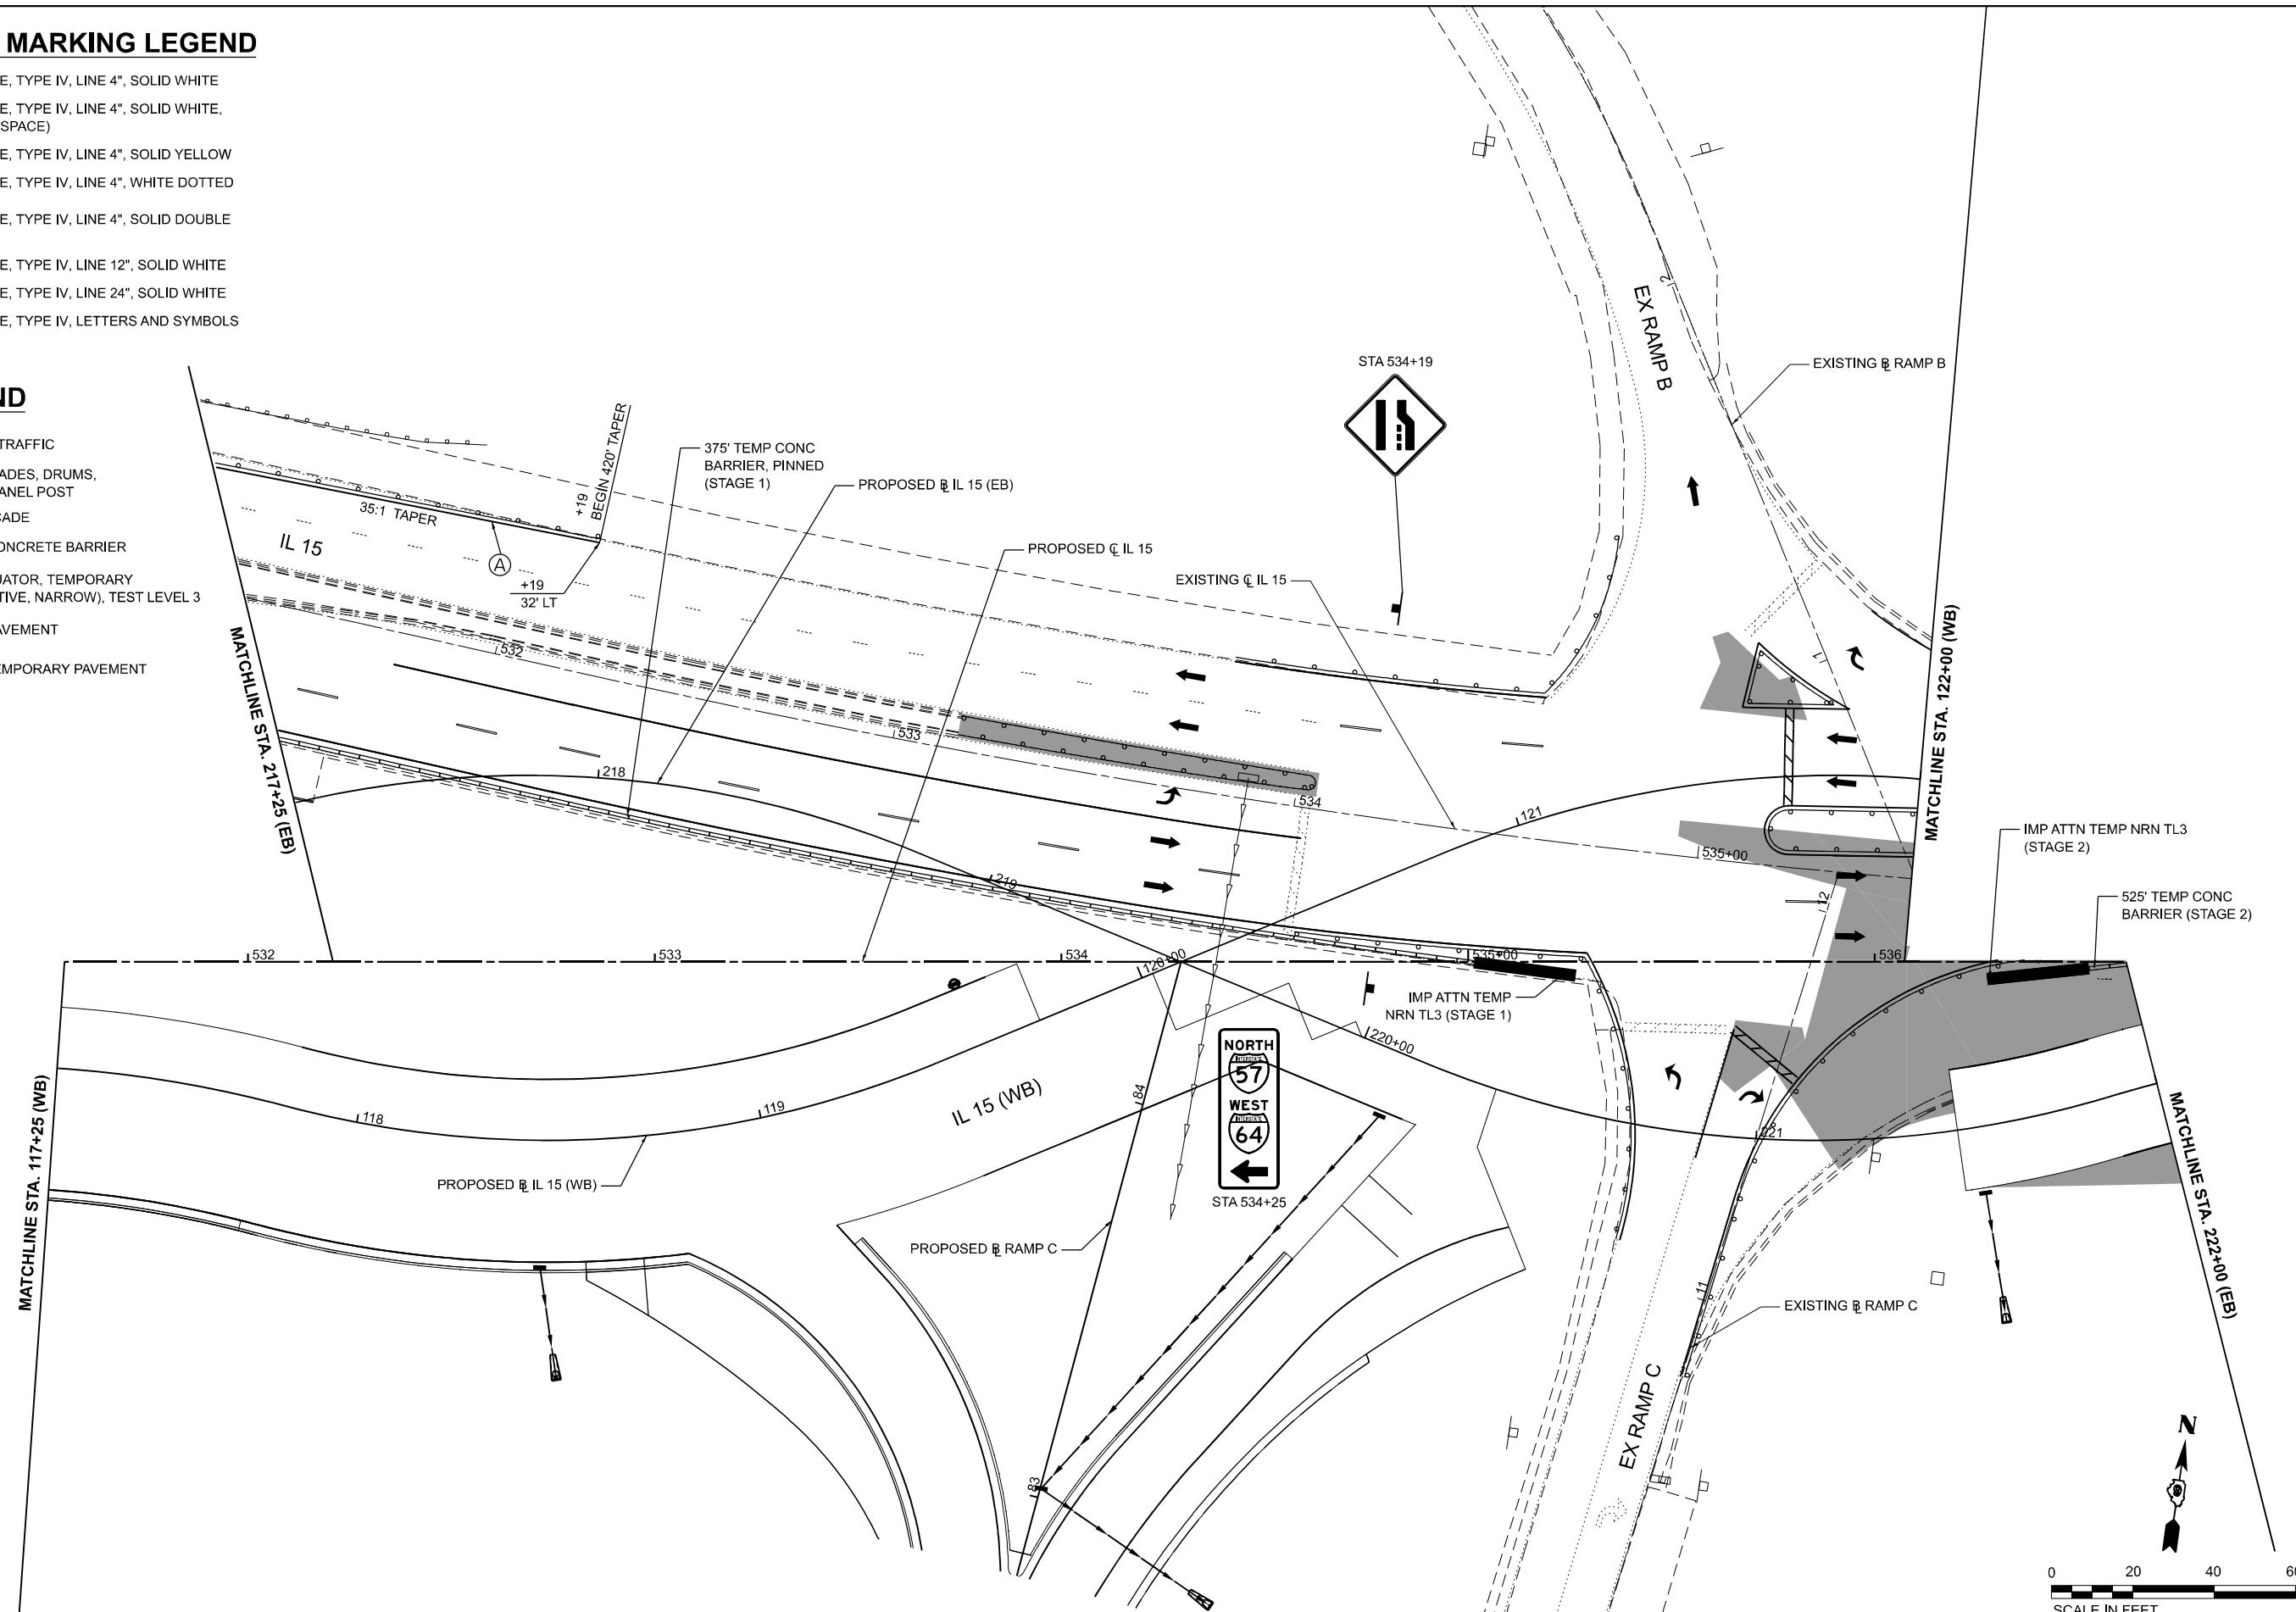 MARKING LEGEND
E, TYPE IV, LINE 4", SOLID WHITE
E, TYPE IV, LINE 4", SOLID WHITE,
SPACE)
E, TYPE IV, LINE 4", SOLID YELLOW
E, TYPE IV, LINE 4", WHITE DOTTED
E, TYPE IV, LINE 4", SOLID DOUBLE
E, TYPE IV, LINE 12", SOLID WHITE
E, TYPE IV, LINE 24", SOLID WHITE
E, TYPE IV, LETTERS AND SYMBOLS
ND
TRAFFIC
ADES, DRUMS,
ANEL POST
CADE
ONCRETE BARRIER
UATOR, TEMPORARY
TIVE, NARROW), TEST LEVEL 3
AVEMENT
EMPORARY PAVEMENT
MATCHLINE STA. 217+25 (EB)
35:1 TAPER
IL 15
A
+19
BEGIN 420' TAPER
+19
32' LT
375' TEMP CONC
BARRIER, PINNED
(STAGE 1)
PROPOSED ⅊ IL 15 (EB)
PROPOSED ℄ IL 15
EXISTING ℄ IL 15
STA 534+19
EX RAMP B
2
EXISTING ⅊ RAMP B
1
MATCHLINE STA. 122+00 (WB)
532
533
534
535+00
218
219
220+00
221
121
12
IMP ATTN TEMP NRN TL3
(STAGE 2)
525' TEMP CONC
BARRIER (STAGE 2)
532
533
534
535+00
536
120+00
IMP ATTN TEMP
NRN TL3 (STAGE 1)
NORTH
INTERSTATE
57
WEST
INTERSTATE
64
STA 534+25
MATCHLINE STA. 117+25 (WB)
118
119
IL 15 (WB)
84
83
PROPOSED ⅊ IL 15 (WB)
PROPOSED ⅊ RAMP C
11
EXISTING ⅊ RAMP C
EX RAMP C
MATCHLINE STA. 222+00 (EB)
N
0 20 40 60
SCALE IN FEET